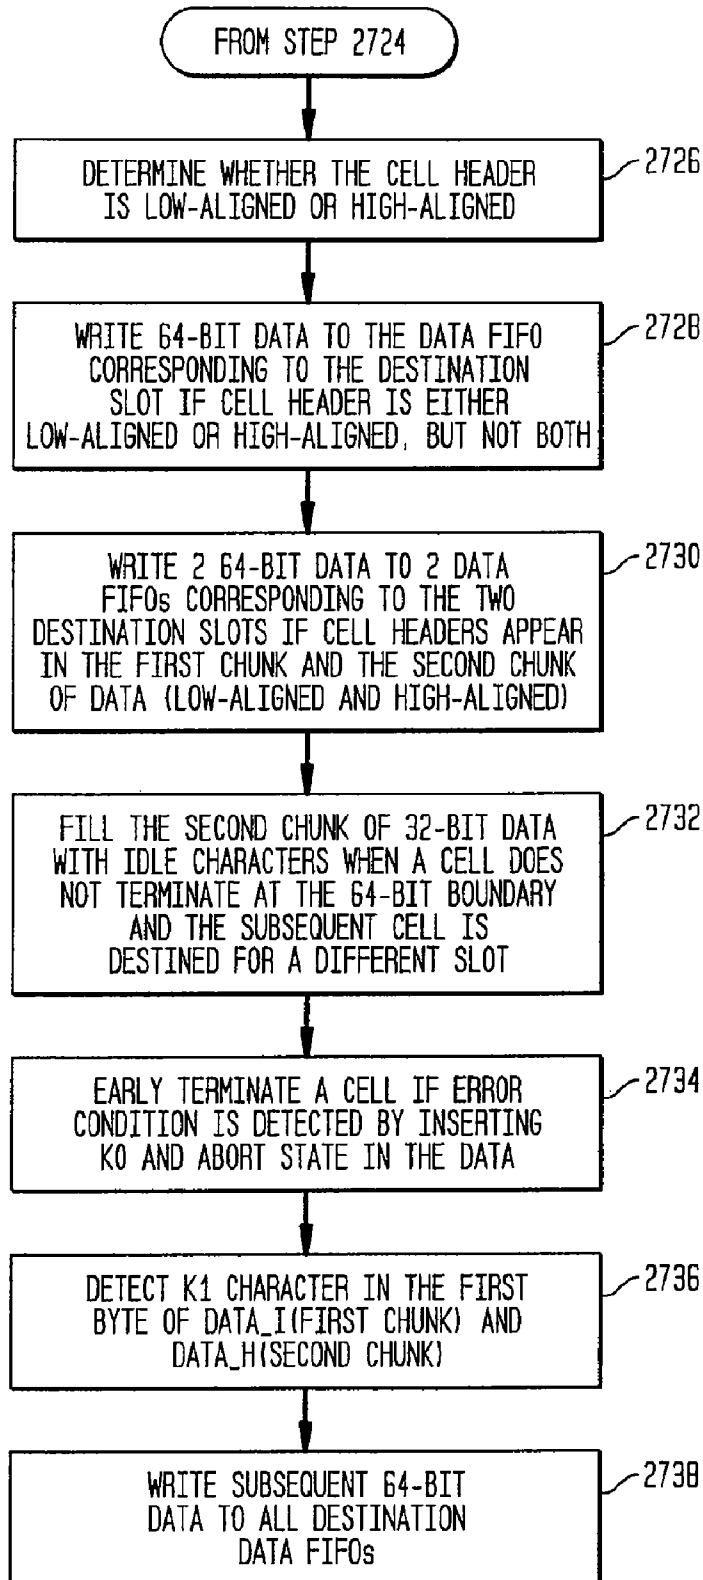 FROM STEP 2724
DETERMINE WHETHER THE CELL HEADER
IS LOW-ALIGNED OR HIGH-ALIGNED
2726
WRITE 64-BIT DATA TO THE DATA FIFO
CORRESPONDING TO THE DESTINATION
SLOT IF CELL HEADER IS EITHER
LOW-ALIGNED OR HIGH-ALIGNED, BUT NOT BOTH
2728
WRITE 2 64-BIT DATA TO 2 DATA
FIFOs CORRESPONDING TO THE TWO
DESTINATION SLOTS IF CELL HEADERS APPEAR
IN THE FIRST CHUNK AND THE SECOND CHUNK
OF DATA (LOW-ALIGNED AND HIGH-ALIGNED)
2730
FILL THE SECOND CHUNK OF 32-BIT DATA
WITH IDLE CHARACTERS WHEN A CELL DOES
NOT TERMINATE AT THE 64-BIT BOUNDARY
AND THE SUBSEQUENT CELL IS
DESTINED FOR A DIFFERENT SLOT
2732
EARLY TERMINATE A CELL IF ERROR
CONDITION IS DETECTED BY INSERTING
K0 AND ABORT STATE IN THE DATA
2734
DETECT K1 CHARACTER IN THE FIRST
BYTE OF DATA_I(FIRST CHUNK) AND
DATA_H(SECOND CHUNK)
2736
WRITE SUBSEQUENT 64-BIT
DATA TO ALL DESTINATION
DATA FIFOs
2738